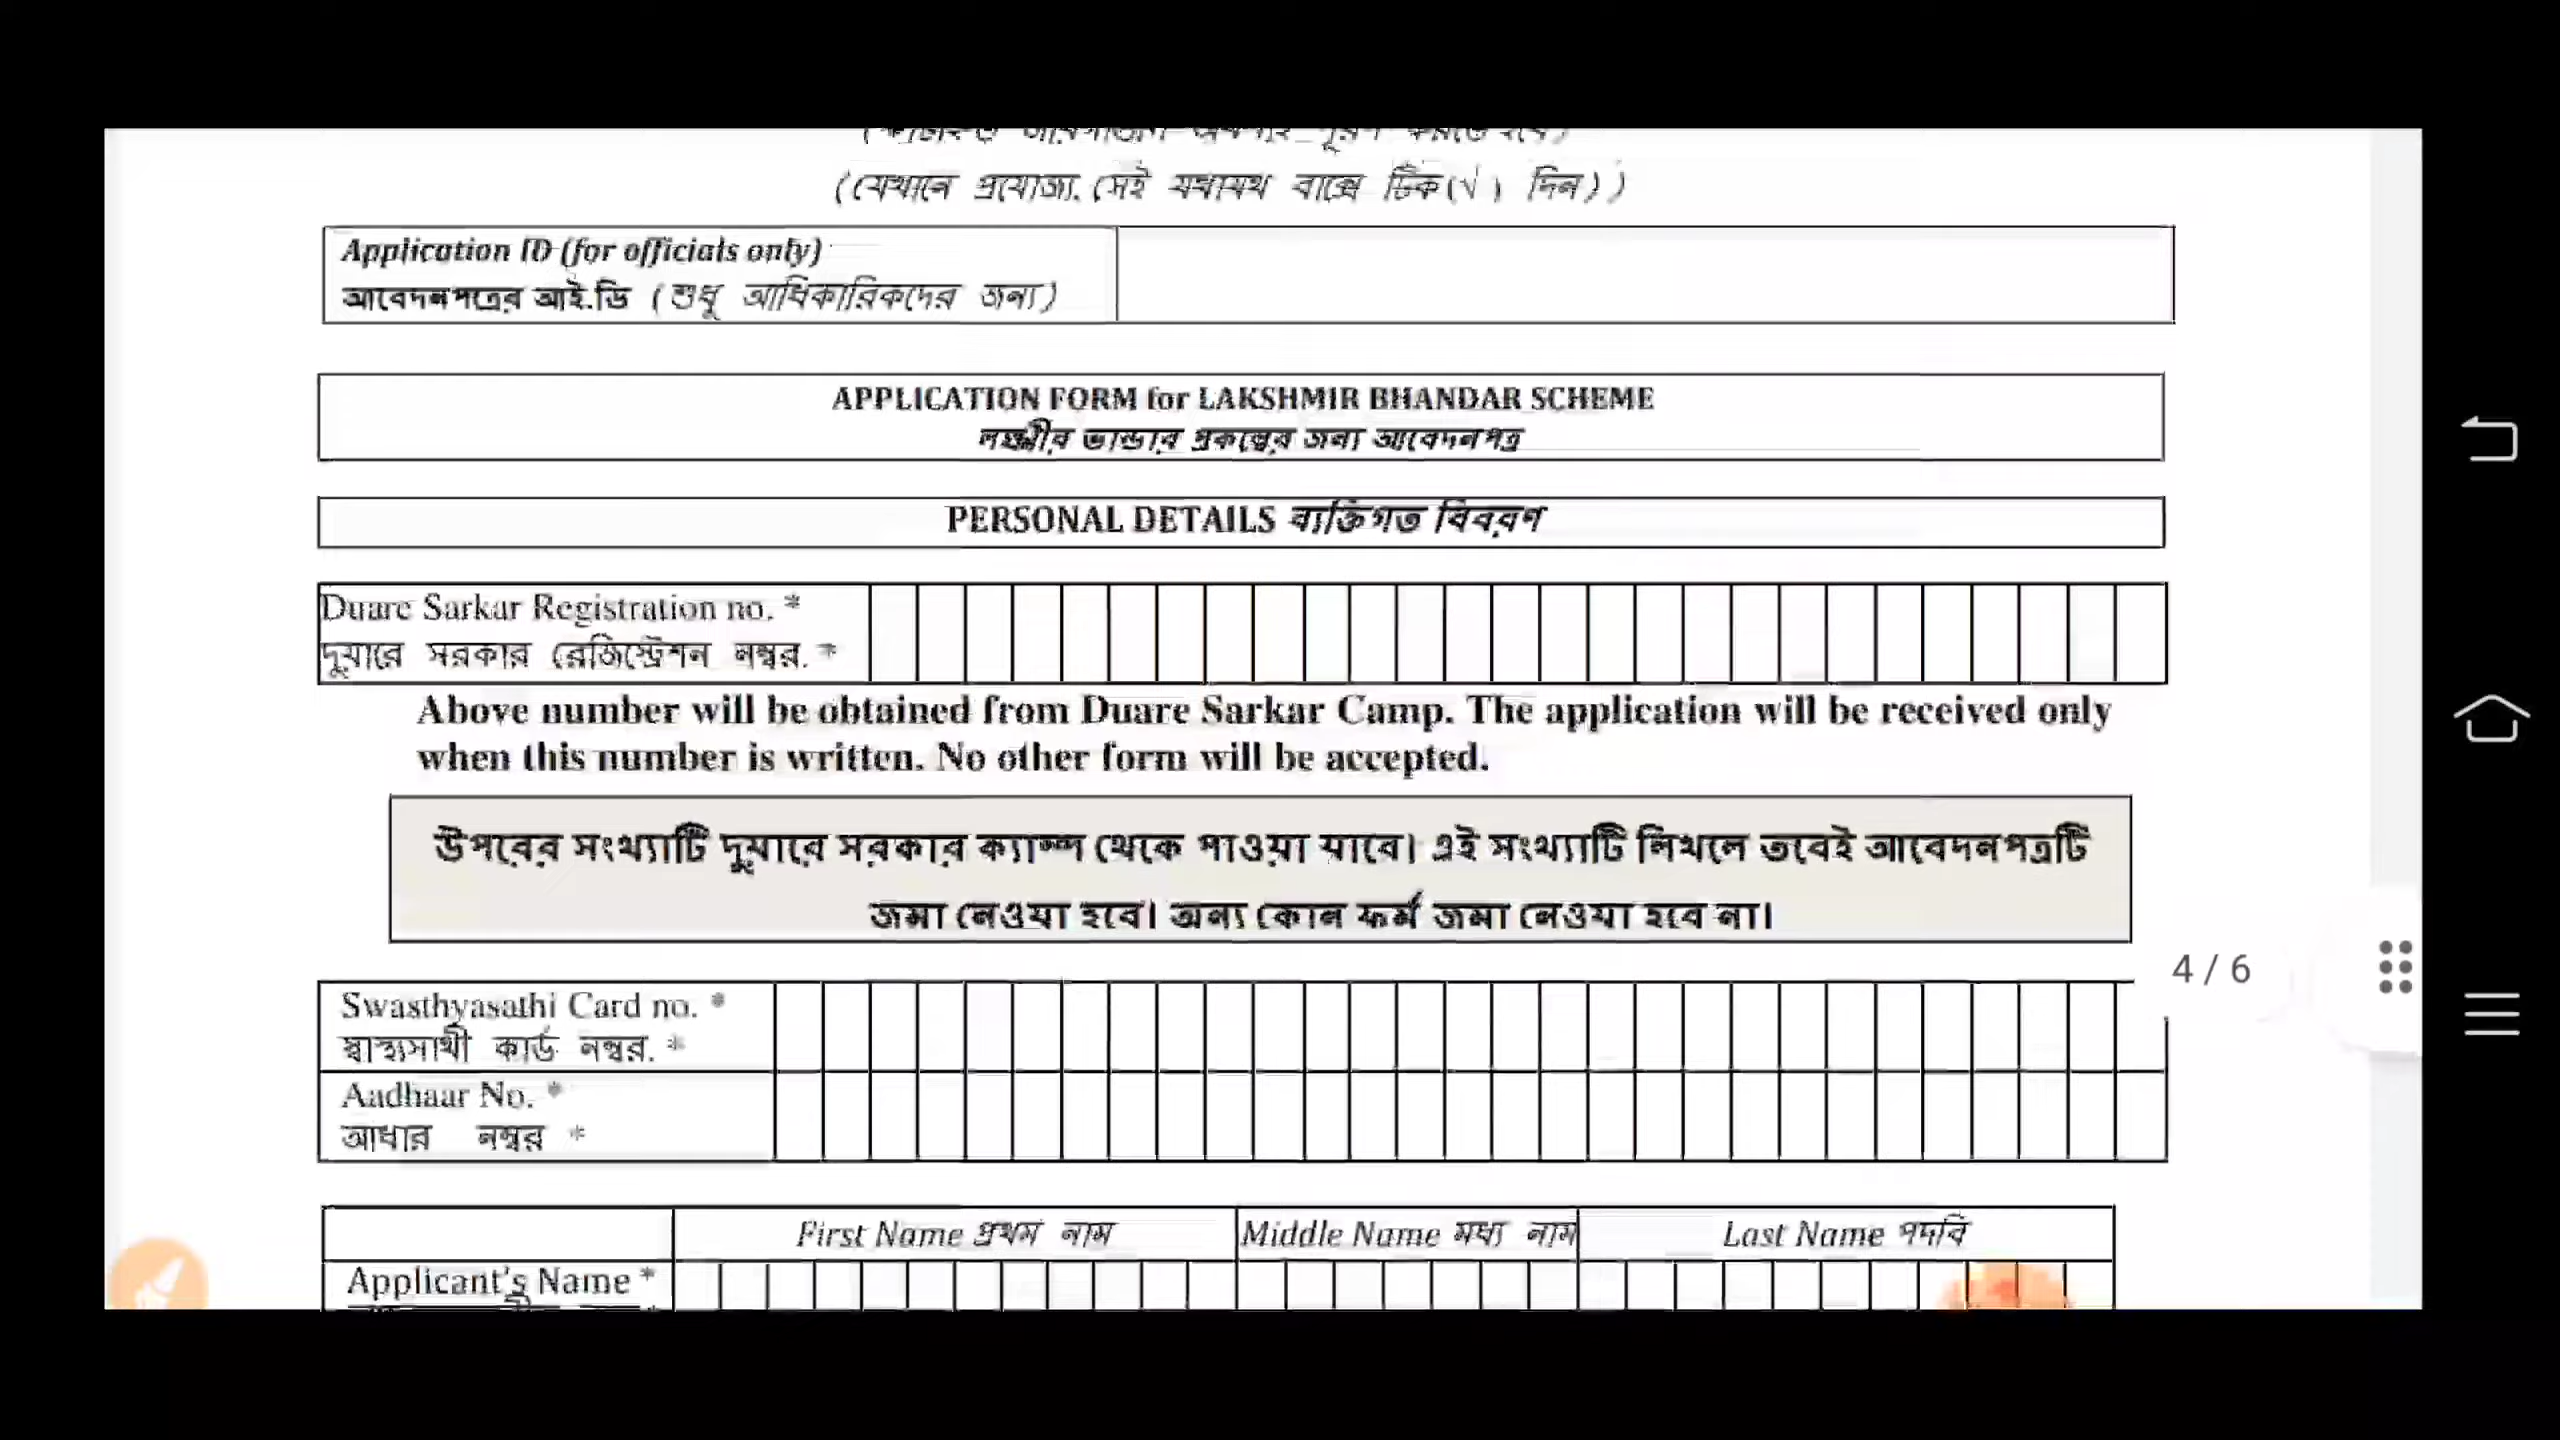 (যেখানে প্রযোজ্য, সেই যথাযথ বাক্সে টিক(√) দিন))
Application ID (for officials only)
আবেদনপত্রের আই.ডি (শুধু আধিকারিকদের জন্য)
APPLICATION FORM for LAKSHMIR BHANDAR SCHEME
লক্ষ্মীর ভান্ডার প্রকল্পের জন্য আবেদনপত্র
PERSONAL DETAILS ব্যক্তিগত বিবরণ
Duare Sarkar Registration no. *
দুয়ারে সরকার রেজিস্ট্রেশন নম্বর. *
Above number will be obtained from Duare Sarkar Camp. The application will be received only
when this number is written. No other form will be accepted.
উপরের সংখ্যাটি দুয়ারে সরকার ক্যাম্প থেকে পাওয়া যাবে। এই সংখ্যাটি লিখলে তবেই আবেদনপত্রটি
জমা নেওয়া হবে। অন্য কোন ফর্ম জমা নেওয়া হবে না।
4 / 6
Swasthyasathi Card no. *
স্বাস্থ্যসাথী কার্ড নম্বর. *
Aadhaar No. *
আধার নম্বর *
First Name প্রথম নাম Middle Name মধ্য নাম Last Name পদবি
Applicant's Name *